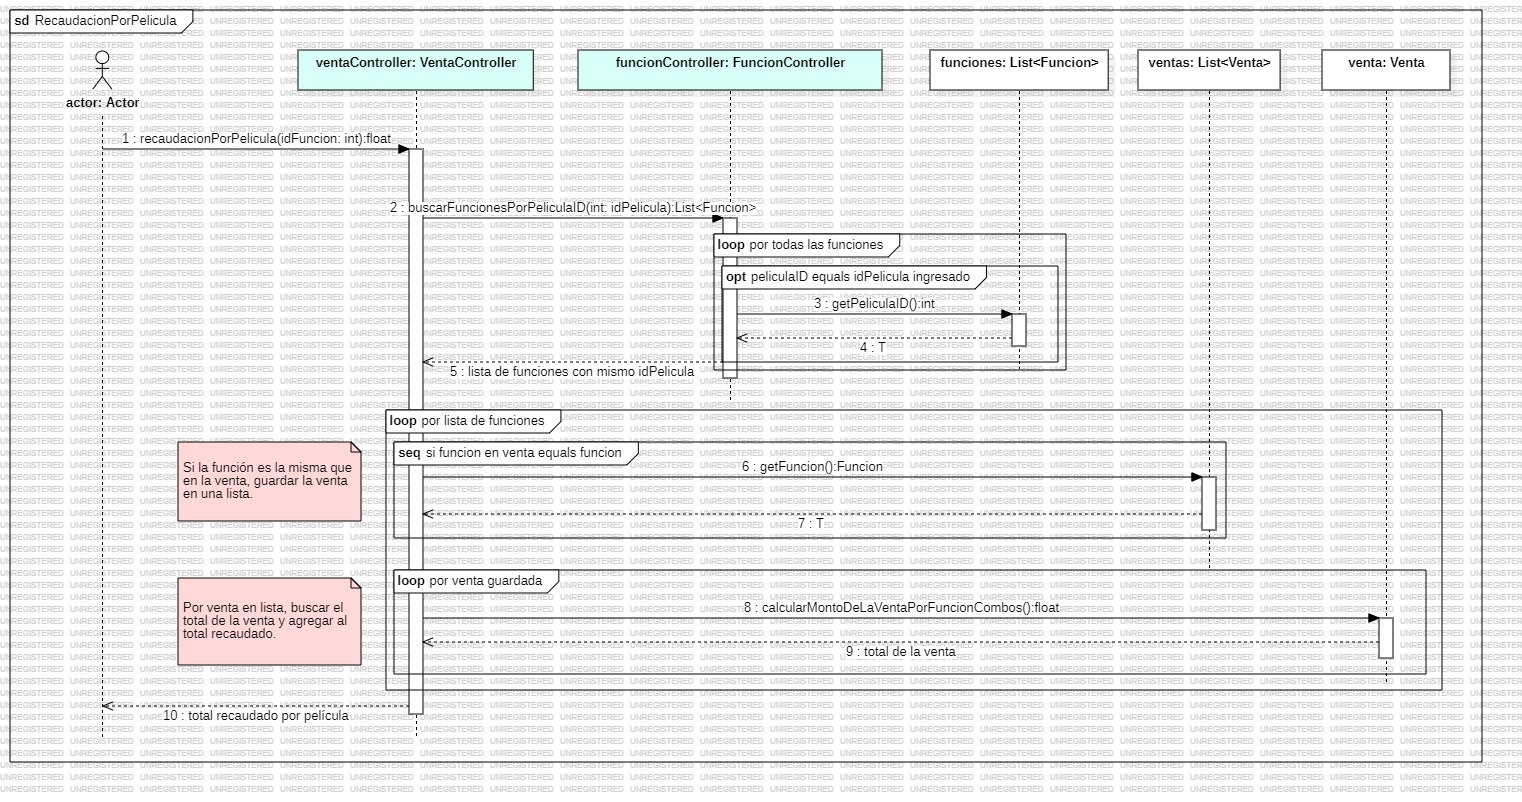 sd RecaudacionPorPelicula
actor: Actor
ventaController: VentaController
funcionController: FuncionController
funciones: List<Funcion>
ventas: List<Venta>
venta: Venta
1 : recaudacionPorPelicula(idFuncion: int):float
2 : buscarFuncionesPorPeliculaID(int: idPelicula):List<Funcion>
loop por todas las funciones
opt peliculaID equals idPelicula ingresado
3 : getPeliculaID():int
4 : T
5 : lista de funciones con mismo idPelicula
loop por lista de funciones
seq si funcion en venta equals funcion
Si la función es la misma que
en la venta, guardar la venta
en una lista.
6 : getFuncion():Funcion
7 : T
loop por venta guardada
Por venta en lista, buscar el
total de la venta y agregar al
total recaudado.
8 : calcularMontoDeLaVentaPorFuncionCombos():float
9 : total de la venta
10 : total recaudado por película
UNREGISTERED